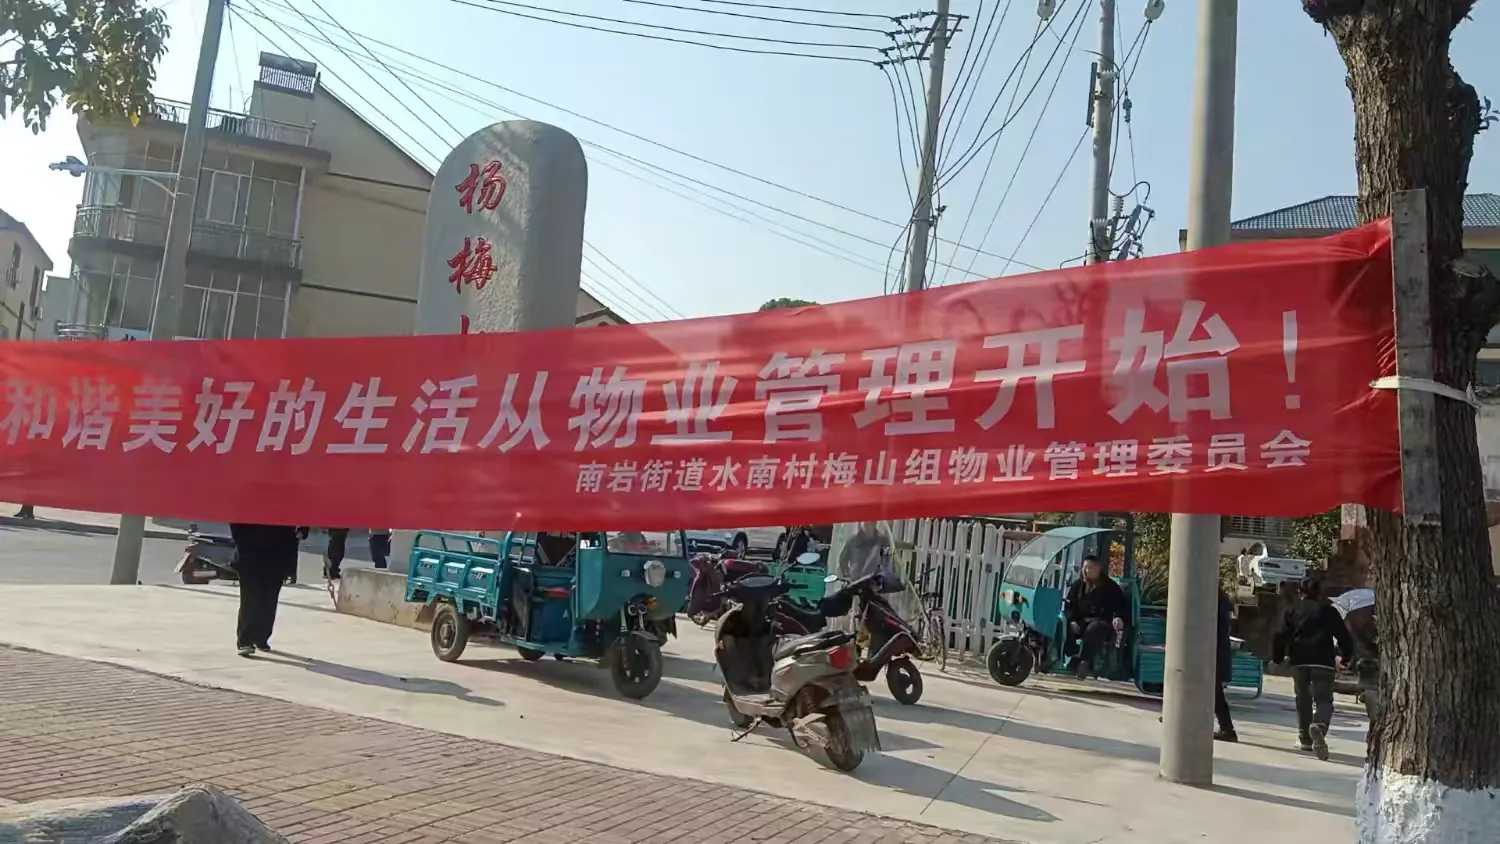 杨
梅
和谐美好的生活从物业管理开始！
南岩街道水南村梅山组物业管理委员会